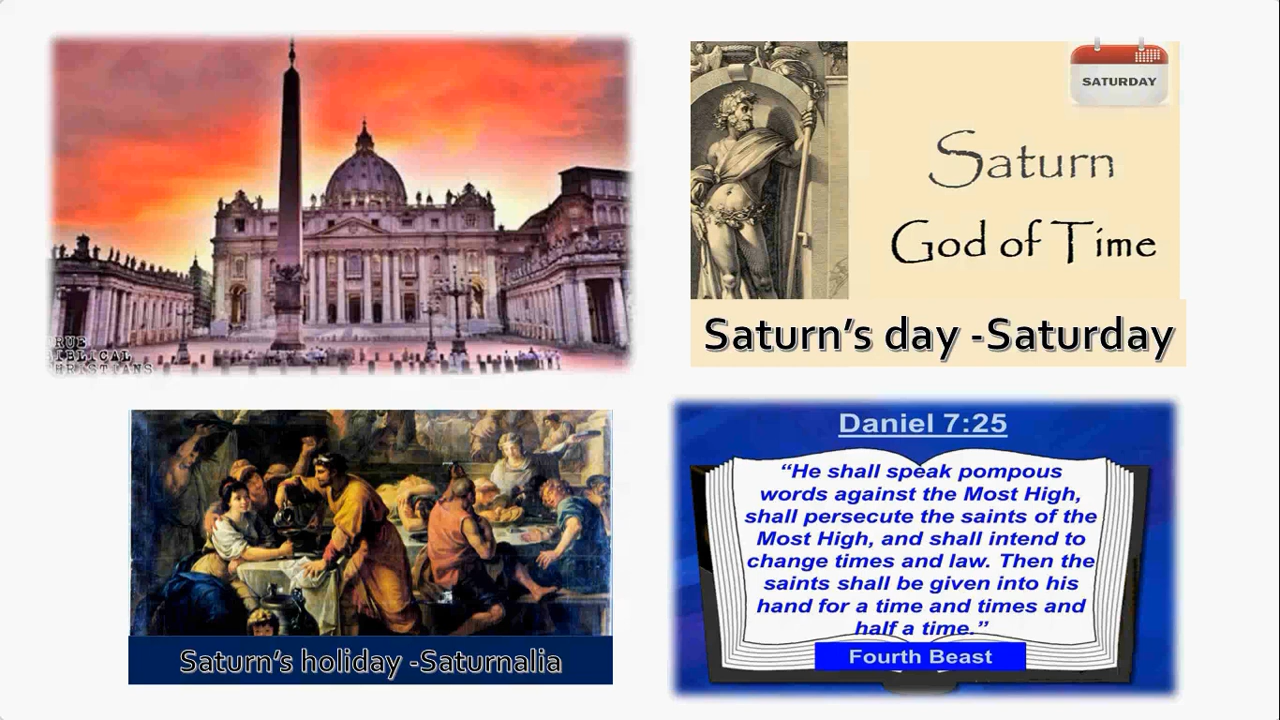 RUE
IBLICAL
HRISTIANS
SATURDAY
Saturn
God of Time
Saturn's day -Saturday
Saturn's holiday -Saturnalia
Daniel 7:25
“He shall speak pompous
words against the Most High,
shall persecute the saints of the
Most High, and shall intend to
change times and law. Then the
saints shall be given into his
hand for a time and times and
half a time.”
Fourth Beast